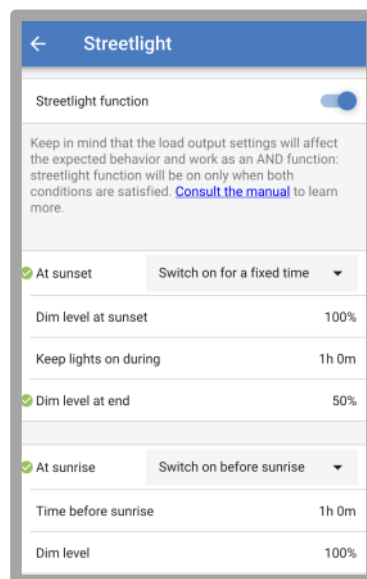 Streetlight
Streetlight function
Keep in mind that the load output settings will affect
the expected behavior and work as an AND function:
streetlight function will be on only when both
conditions are satisfied. Consult the manual to learn
more.
At sunset Switch on for a fixed time
Dim level at sunset 100%
Keep lights on during 1h 0m
Dim level at end 50%
At sunrise Switch on before sunrise
Time before sunrise 1h 0m
Dim level 100%